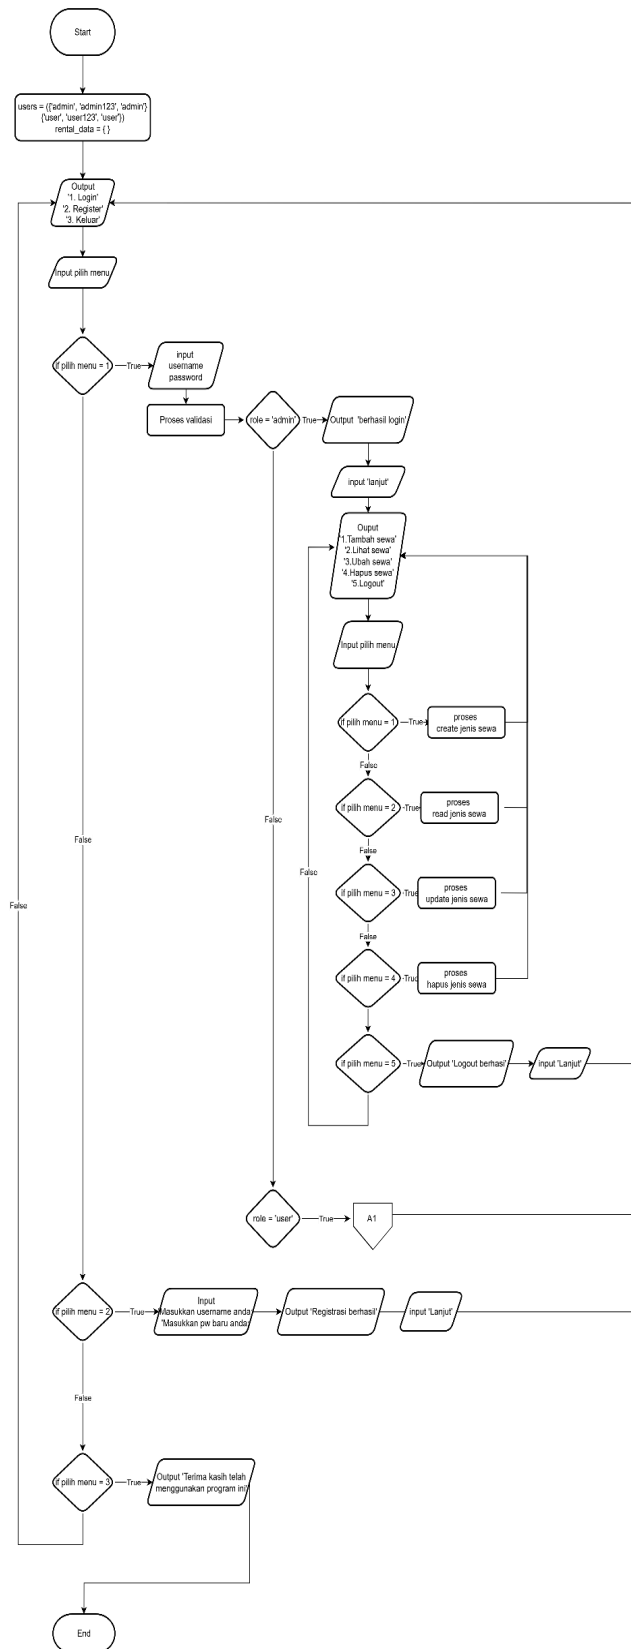 Start
users = ({'admin', 'admin123', 'admin'}
{'user', 'user123', 'user'})
rental_data = { }
Output
'1. Login'
'2. Register'
'3. Keluar'
Input pilih menu
if pilih menu = 1
True
input
username
password
Proses validasi
role = 'admin'
True
Output 'berhasil login'
input 'lanjut'
Ouput
'1.Tambah sewa'
'2.Lihat sewa'
'3.Ubah sewa'
'4.Hapus sewa'
'5.Logout'
Input pilih menu
if pilih menu = 1
True
proses
create jenis sewa
False
if pilih menu = 2
True
proses
read jenis sewa
False
False
False
False
if pilih menu = 3
True
proses
update jenis sewa
False
False
if pilih menu = 4
True
proses
hapus jenis sewa
if pilih menu = 5
True
Output 'Logout berhasi'
input 'Lanjut'
role = 'user'
True
A1
if pilih menu = 2
True
Input
'Masukkan username anda:
'Masukkan pw baru anda:
Output 'Registrasi berhasil'
input 'Lanjut'
False
if pilih menu = 3
True
Output 'Terima kasih telah
menggunakan program ini'
End